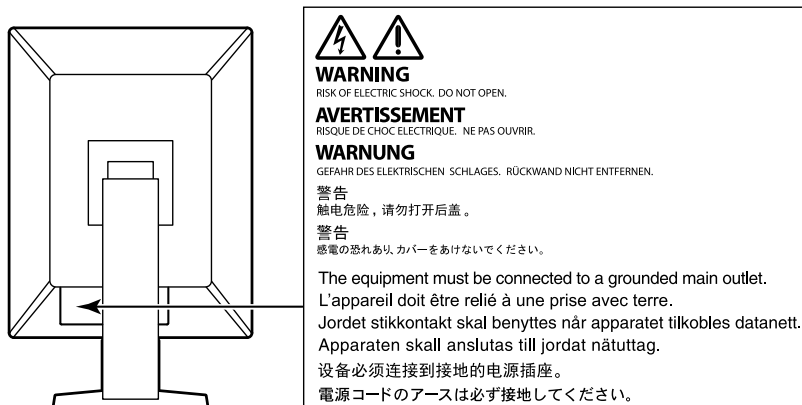 WARNING
RISK OF ELECTRIC SHOCK. DO NOT OPEN.
AVERTISSEMENT
RISQUE DE CHOC ELECTRIQUE. NE PAS OUVRIR.
WARNUNG
GEFAHR DES ELEKTRISCHEN SCHLAGES. RÜCKWAND NICHT ENTFERNEN.
警告
触电危险，请勿打开后盖。
警告
感電の恐れあり、カバーをあけないでください。
The equipment must be connected to a grounded main outlet.
L'appareil doit être relié à une prise avec terre.
Jordet stikkontakt skal benyttes når apparatet tilkobles datanett.
Apparaten skall anslutas till jordat nätuttag.
设备必须连接到接地的电源插座。
電源コードのアースは必ず接地してください。